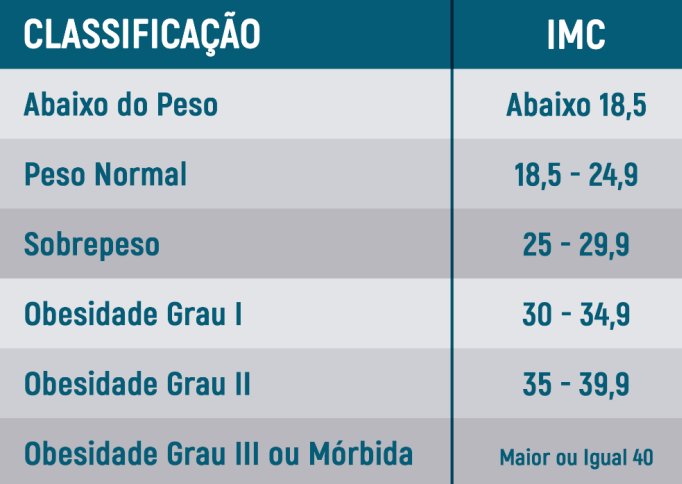 CLASSIFICAÇÃO IMC
Abaixo do Peso Abaixo 18,5
Peso Normal 18,5 - 24,9
Sobrepeso 25 - 29,9
Obesidade Grau I 30 - 34,9
Obesidade Grau II 35 - 39,9
Obesidade Grau III ou Mórbida Maior ou Igual 40